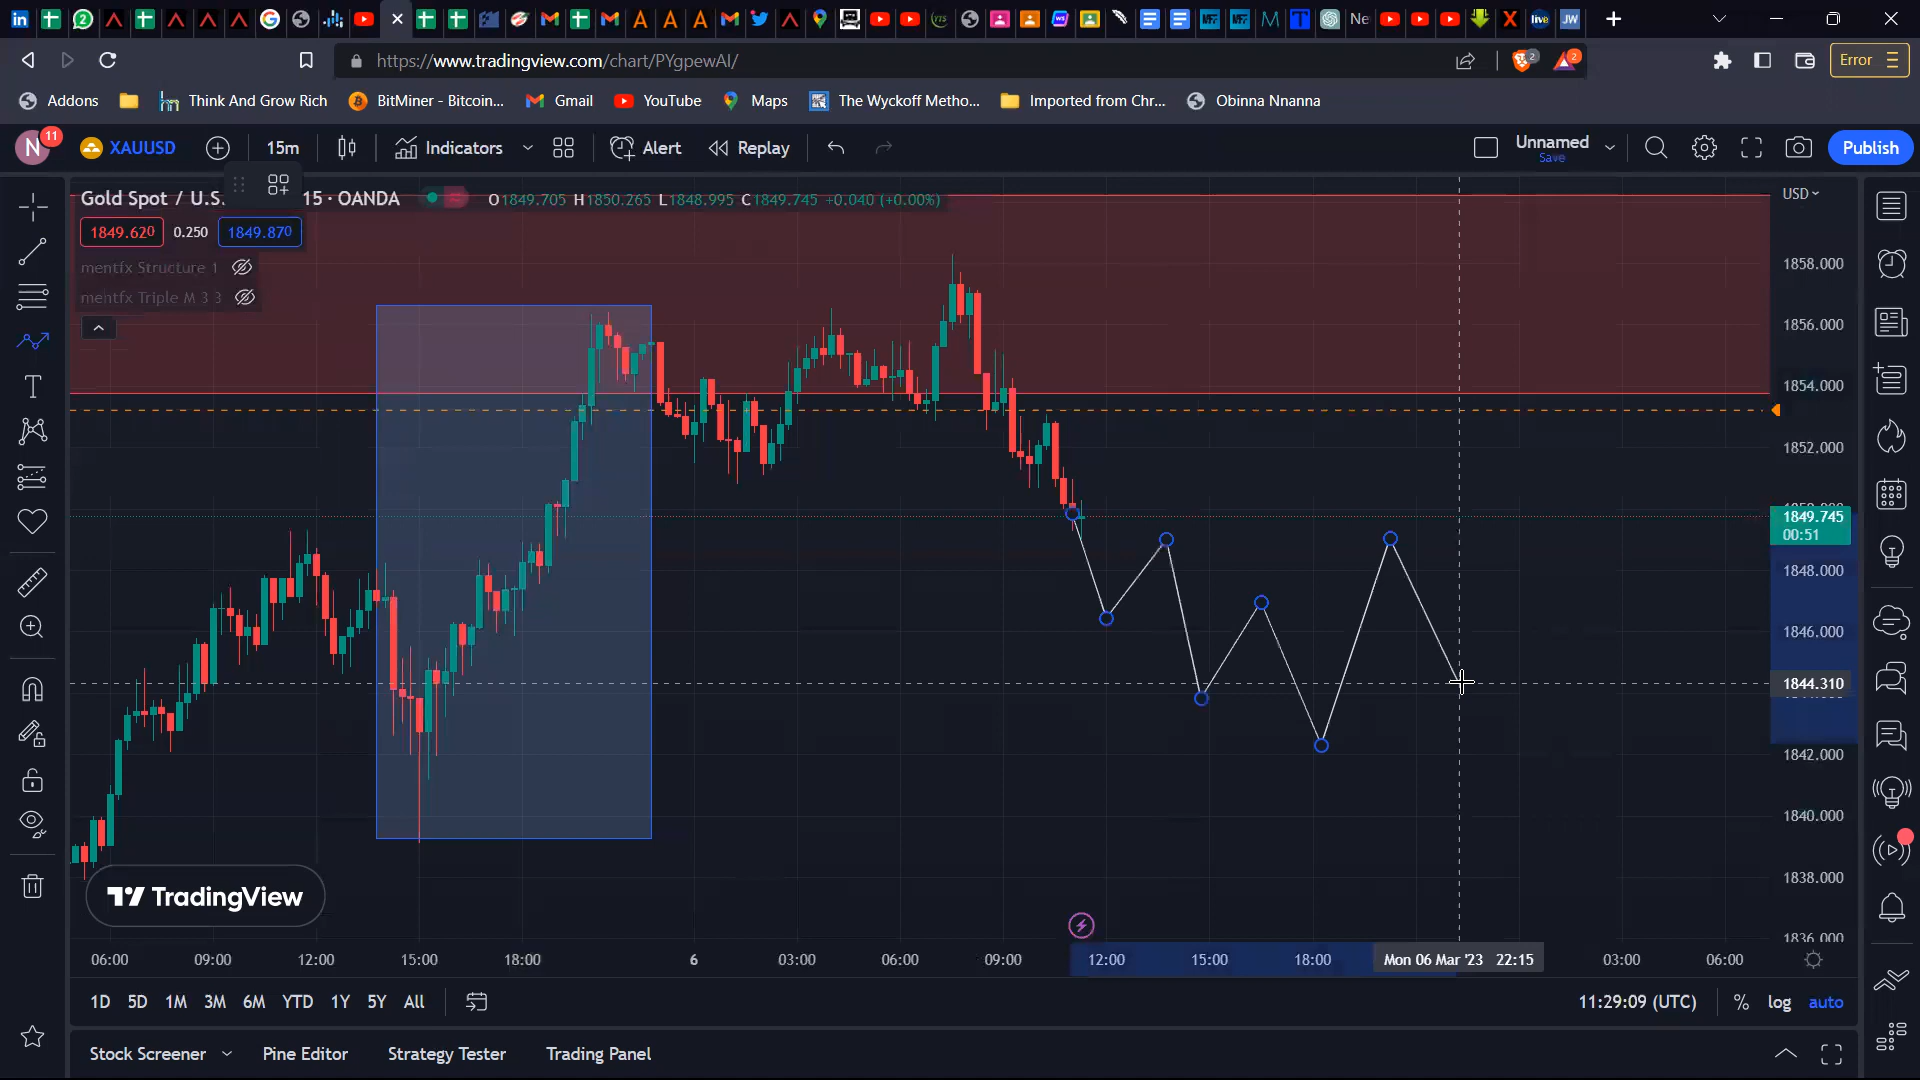 https://www.tradingview.com/chart/PYgpewAI/
2
2
Error
Addons
Think And Grow Rich
BitMiner - Bitcoin...
Gmail
YouTube
Maps
The Wyckoff Metho...
Imported from Chr...
Obinna Nnanna
N
11
XAUUSD
15m
Indicators
Alert
Replay
Unnamed
Save
Publish
Gold Spot / U.S.
15 · OANDA
O1849.705 H1850.265 L1848.995 C1849.745 +0.040 (+0.00%)
USD
1849.620
0.250
1849.870
mentfx Structure 1
mentfx Triple M 3 3
1858.000
1856.000
1854.000
1852.000
1849.745
00:51
1848.000
1846.000
1844.310
1842.000
1840.000
1838.000
1836.000
TradingView
06:00
09:00
12:00
15:00
18:00
6
03:00
06:00
09:00
12:00
15:00
18:00
Mon 06 Mar '23 22:15
03:00
06:00
1D
5D
1M
3M
6M
YTD
1Y
5Y
All
11:29:09 (UTC)
%
log
auto
Stock Screener
Pine Editor
Strategy Tester
Trading Panel